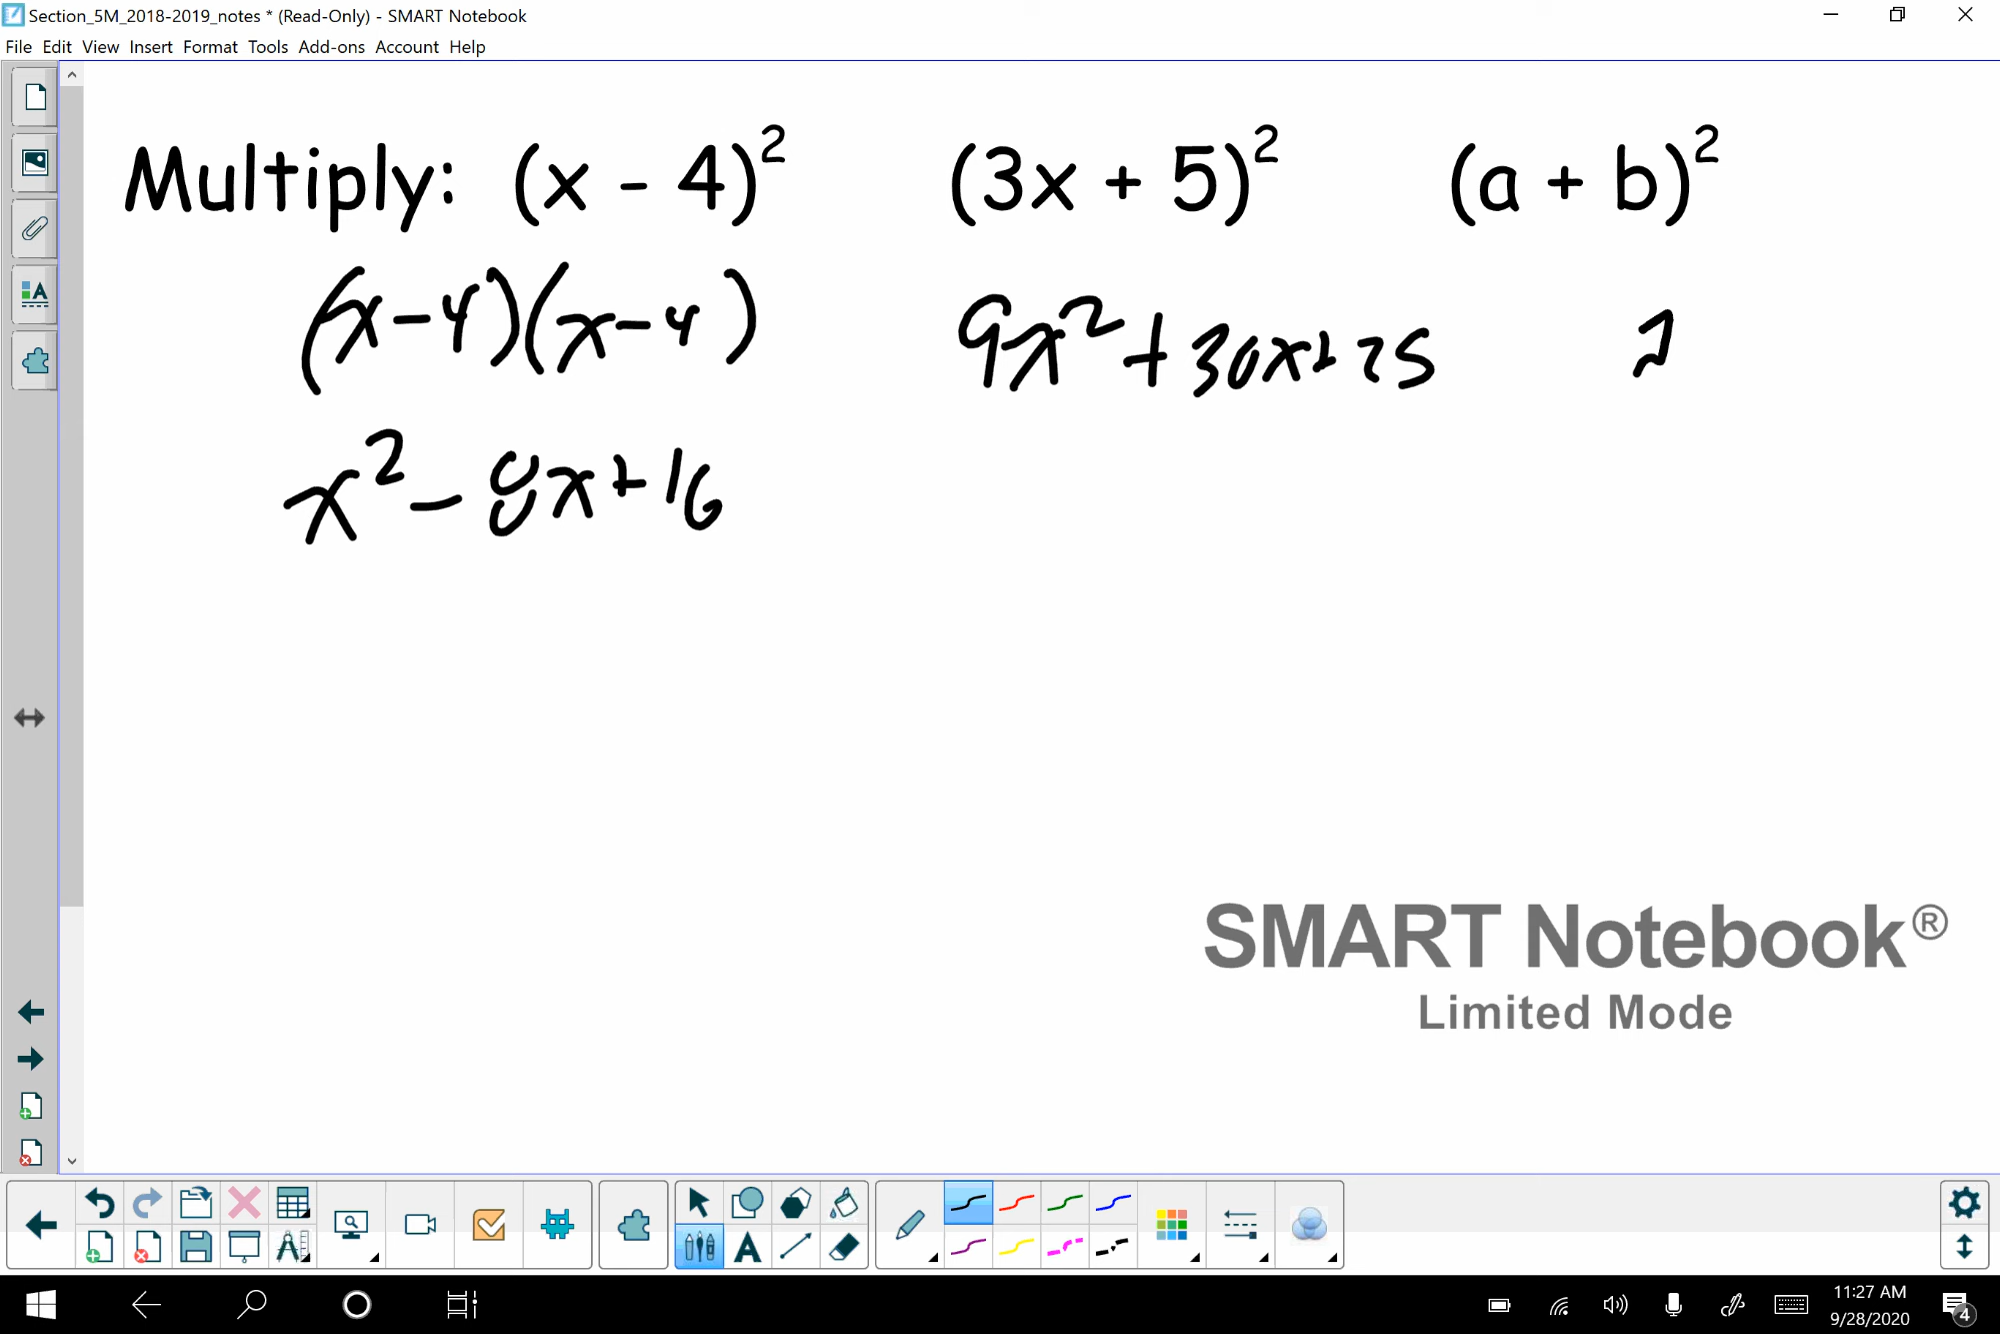 Section_5M_2018-2019_notes * (Read-Only) - SMART Notebook
File Edit View Insert Format Tools Add-ons Account Help
Multiply: (x - 4)² (3x + 5)² (a + b)²
(x-4)(x-4) 9x²+30x+25 2
x²-8x+16
SMART Notebook®
Limited Mode
A
A
11:27 AM
9/28/2020
4